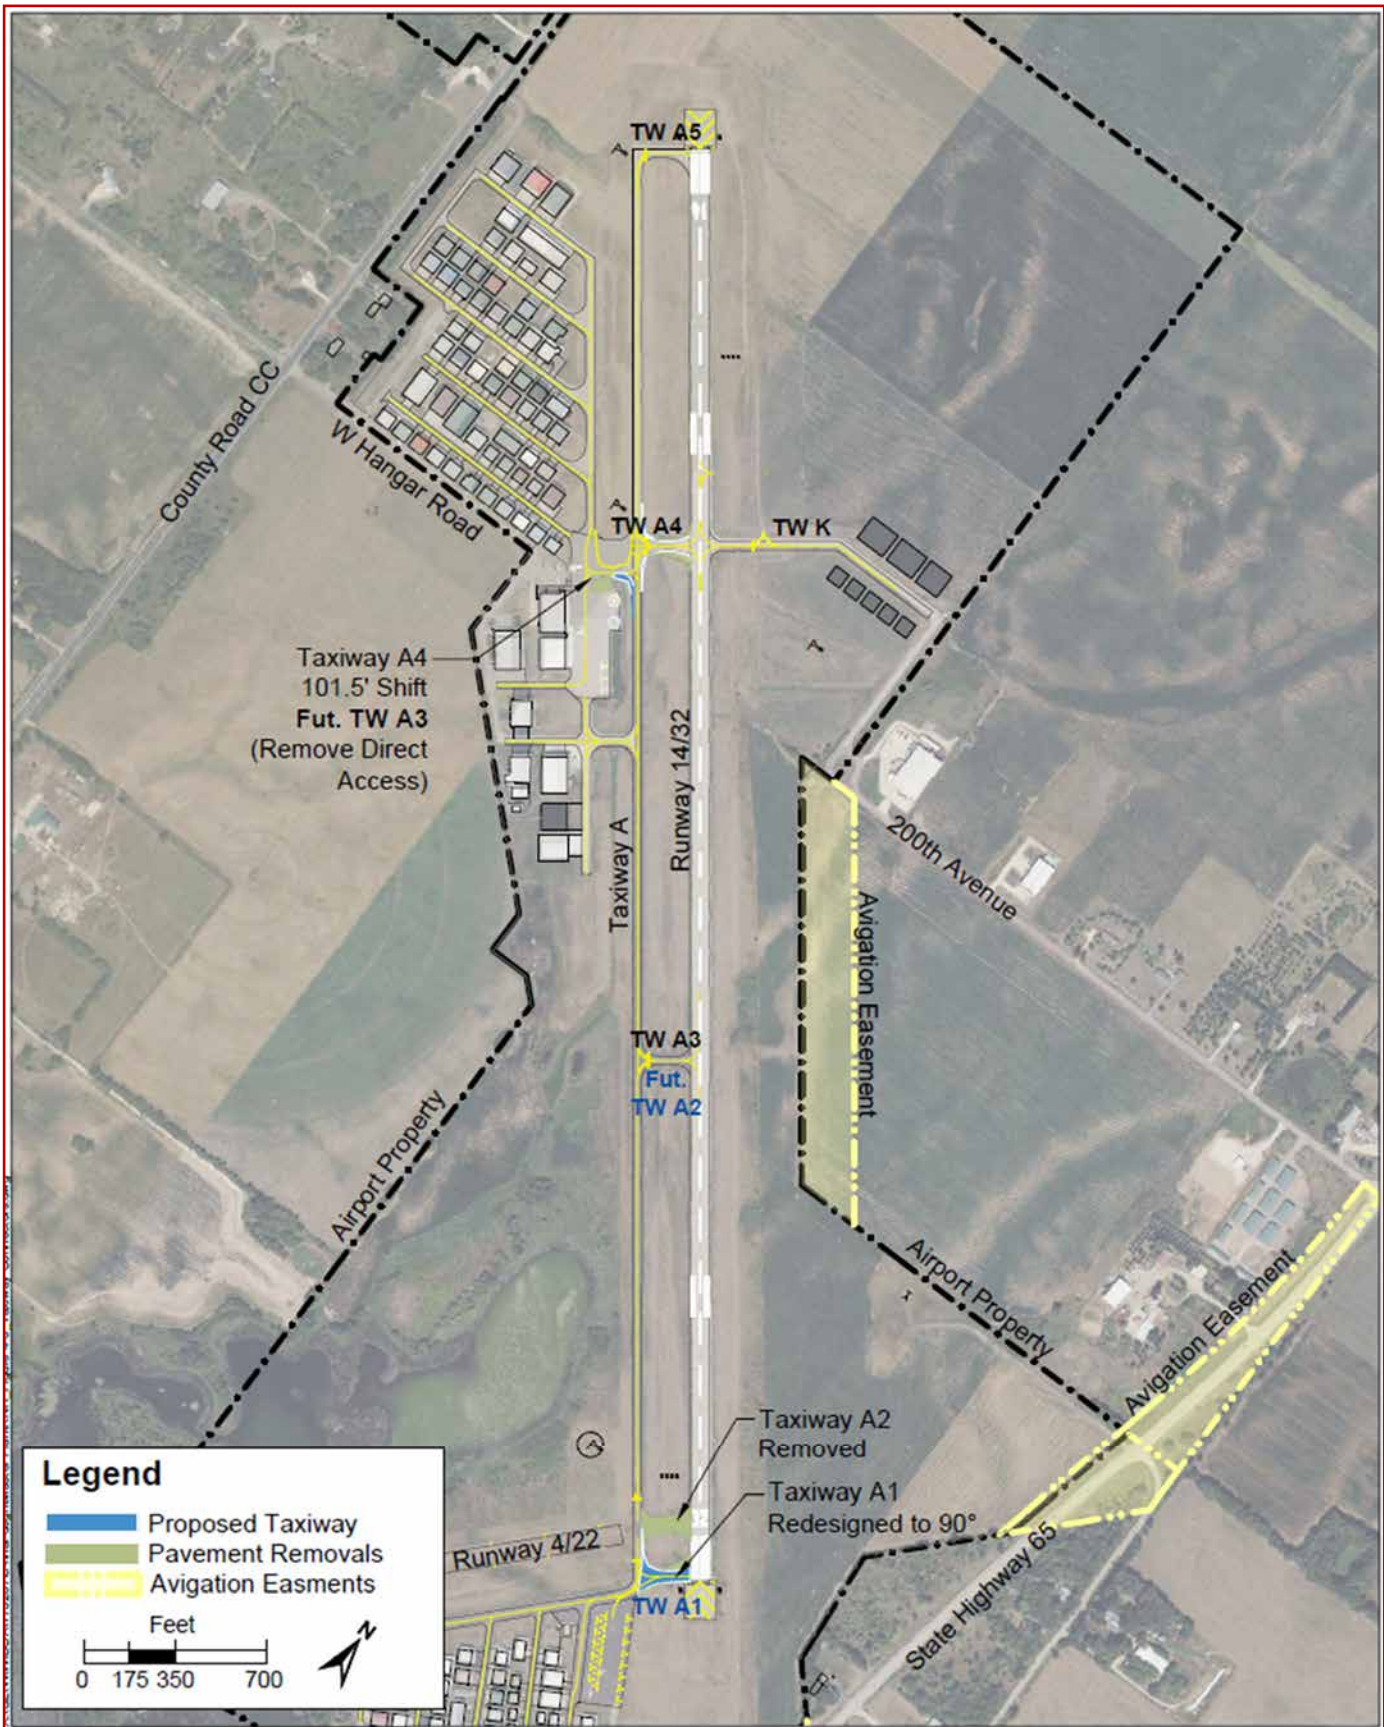 TW A5
County Road CC
W Hangar Road
TW A4
TW K
Taxiway A4
101.5' Shift
Fut. TW A3
(Remove Direct
Access)
Runway 14/32
Taxiway A
200th Avenue
Avigation Easement
TW A3
Fut.
TW A2
Airport Property
Airport Property
Avigation Easement
Taxiway A2
Removed
Taxiway A1
Redesigned to 90°
Runway 4/22
32
TW A1
State Highway 65
Legend
Proposed Taxiway
Pavement Removals
Avigation Easments
Feet
0 175 350 700
N